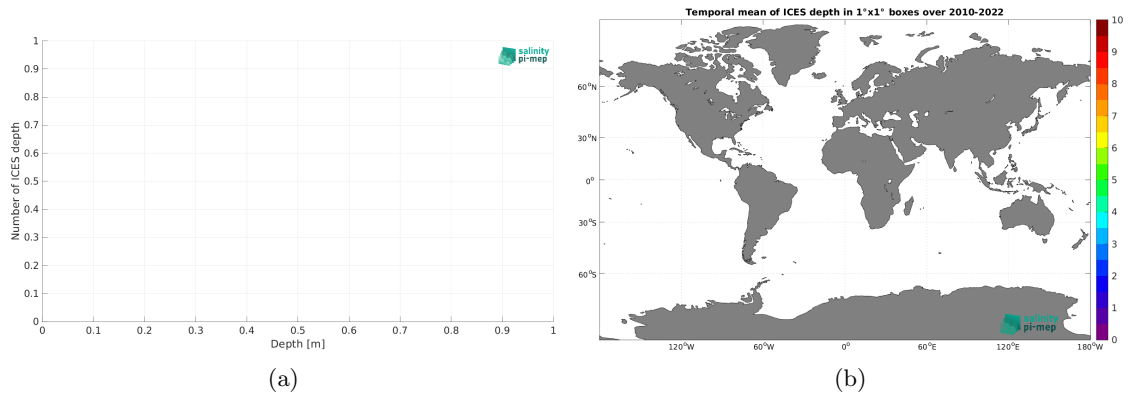 1
0.9
0.8
0.7
0.6
0.5
0.4
0.3
0.2
0.1
0
Number of ICES depth
0 0.1 0.2 0.3 0.4 0.5 0.6 0.7 0.8 0.9 1
Depth [m]
salinity
pi-mep
(a)
Temporal mean of ICES depth in 1°x1° boxes over 2010-2022
60°N
30°N
0°
30°S
60°S
120°W 60°W 0° 60°E 120°E 180°W
salinity
pi-mep
10
9
8
7
6
5
4
3
2
1
0
(b)